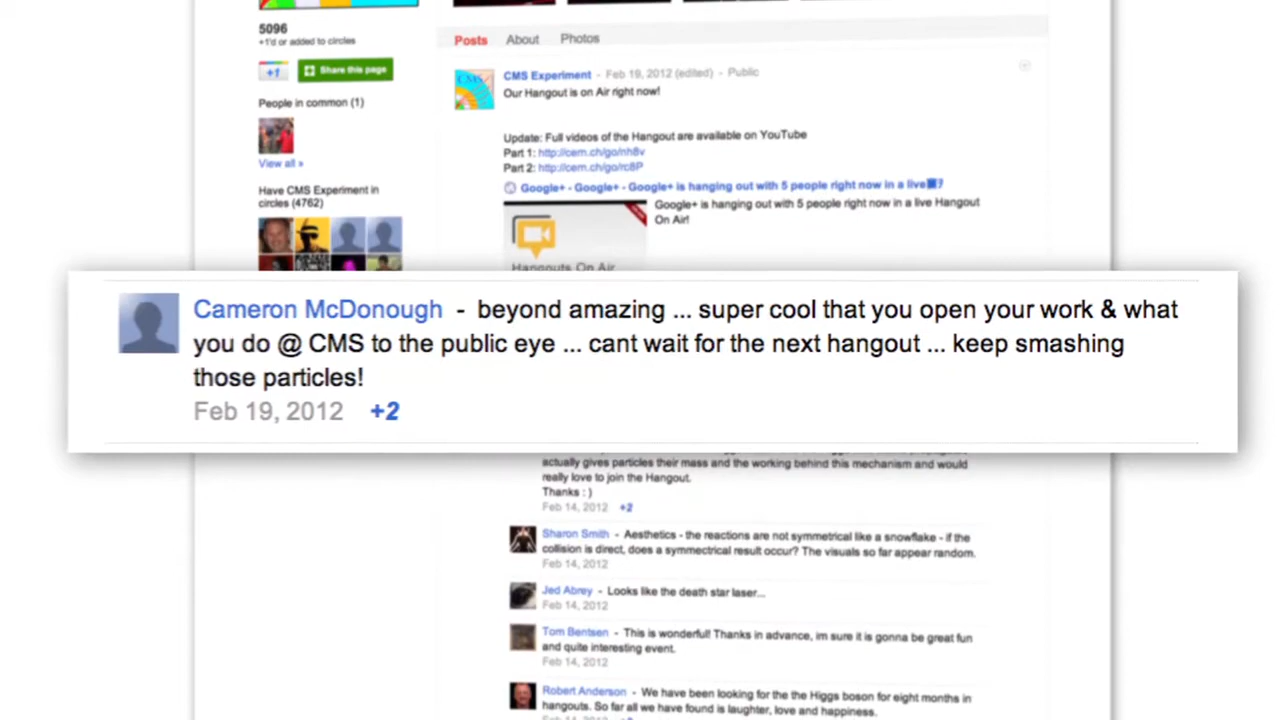 5096
+1'd or added to circles
+1
Share this page
People in common (1)
View all »
Have CMS Experiment in
circles (4762)
Posts About Photos
CMS Experiment - Feb 19, 2012 (edited) - Public
Our Hangout is on Air right now!
Update: Full videos of the Hangout are available on YouTube
Part 1: http://cern.ch/go/nh8v
Part 2: http://cern.ch/go/rc8P
Google+ - Google+ - Google+ is hanging out with 5 people right now in a live
Google+ is hanging out with 5 people right now in a live Hangout
On Air!
Hangouts On Air
Cameron McDonough - beyond amazing ... super cool that you open your work & what
you do @ CMS to the public eye ... cant wait for the next hangout ... keep smashing
those particles!
Feb 19, 2012 +2
actually gives particles their mass and the working behind this mechanism and would
really love to join the Hangout.
Thanks : )
Feb 14, 2012 +2
Sharon Smith - Aesthetics - the reactions are not symmetrical like a snowflake - if the
collision is direct, does a symmectrical result occur? The visuals so far appear random.
Feb 14, 2012
Jed Abrey - Looks like the death star laser...
Feb 14, 2012
Tom Bentsen - This is wonderful! Thanks in advance, im sure it is gonna be great fun
and quite interesting event.
Feb 14, 2012
Robert Anderson - We have been looking for the the Higgs boson for eight months in
hangouts. So far all we have found is laughter, love and happiness.